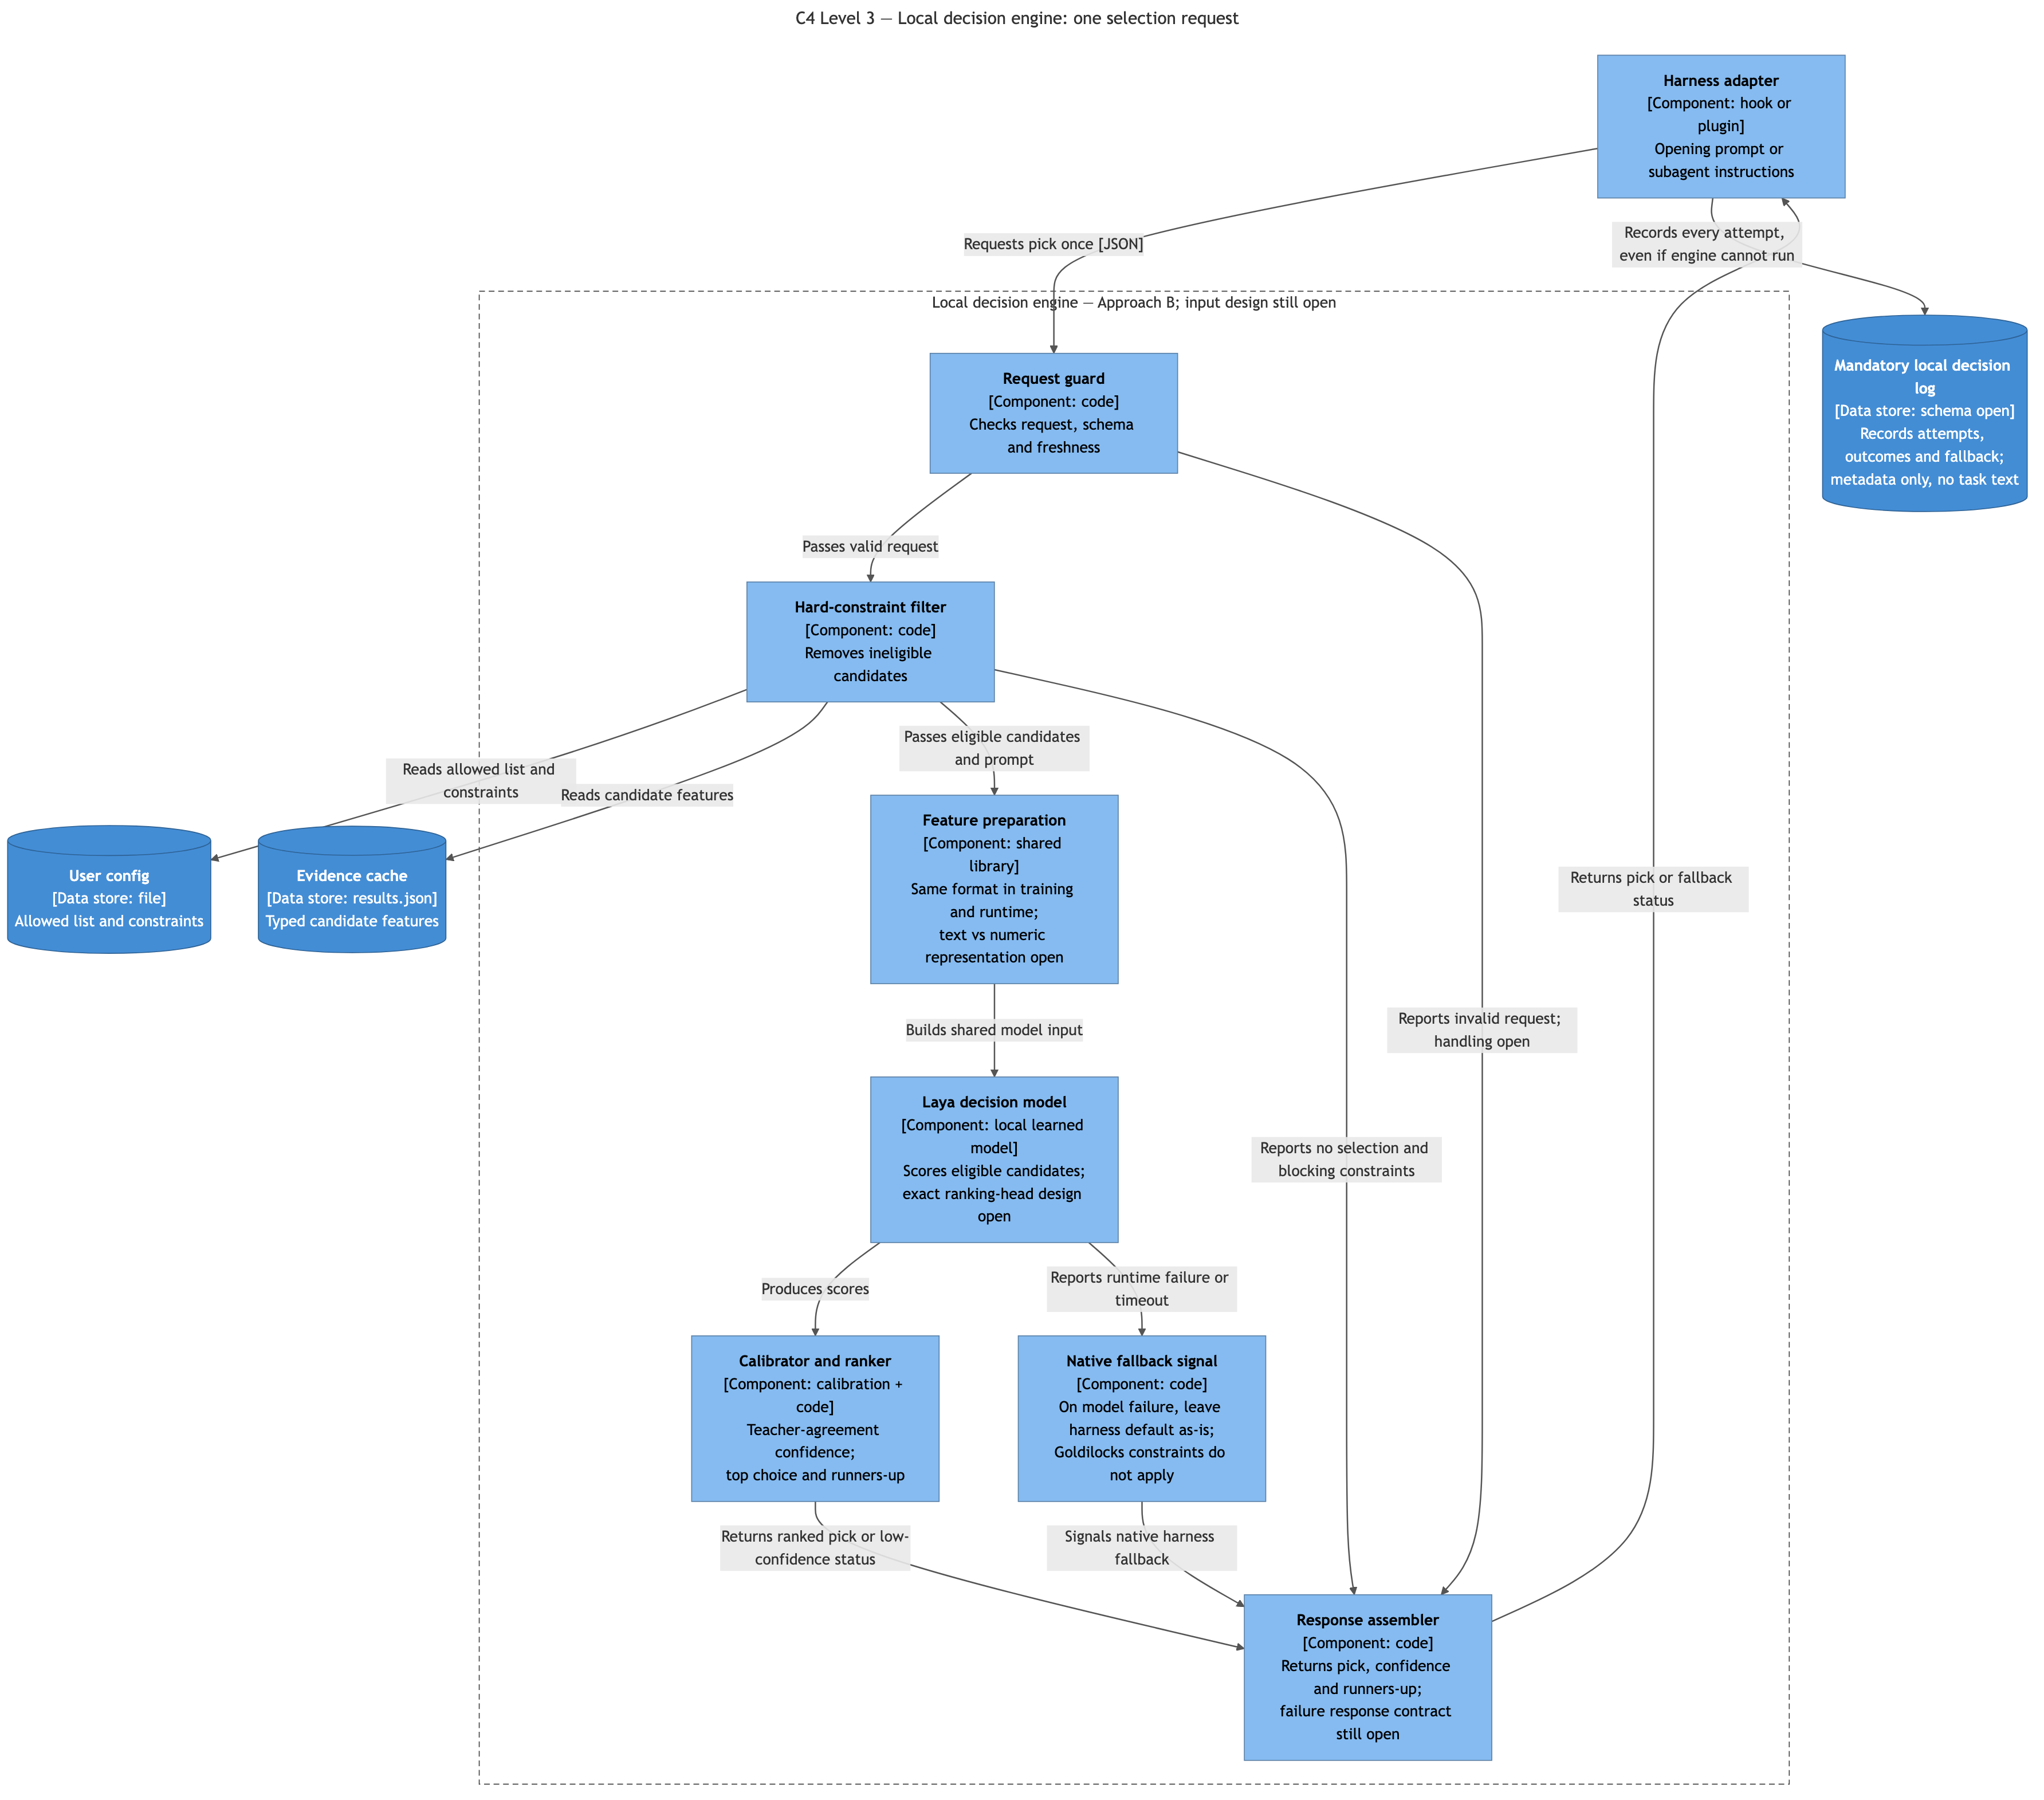 C4 Level 3 — Local decision engine: one selection request
Harness adapter
[Component: hook or
plugin]
Opening prompt or
subagent instructions
Requests pick once [JSON]
Records every attempt,
even if engine cannot run
Local decision engine — Approach B; input design still open
Mandatory local decision
log
[Data store: schema open]
Records attempts,
outcomes and fallback;
metadata only, no task text
Request guard
[Component: code]
Checks request, schema
and freshness
Passes valid request
Hard-constraint filter
[Component: code]
Removes ineligible
candidates
Reads allowed list and
constraints
Reads candidate features
Passes eligible candidates
and prompt
User config
[Data store: file]
Allowed list and constraints
Evidence cache
[Data store: results.json]
Typed candidate features
Feature preparation
[Component: shared
library]
Same format in training
and runtime;
text vs numeric
representation open
Returns pick or fallback
status
Builds shared model input
Reports invalid request;
handling open
Laya decision model
[Component: local learned
model]
Scores eligible candidates;
exact ranking-head design
open
Reports no selection and
blocking constraints
Produces scores
Reports runtime failure or
timeout
Calibrator and ranker
[Component: calibration +
code]
Teacher-agreement
confidence;
top choice and runners-up
Native fallback signal
[Component: code]
On model failure, leave
harness default as-is;
Goldilocks constraints do
not apply
Returns ranked pick or low-
confidence status
Signals native harness
fallback
Response assembler
[Component: code]
Returns pick, confidence
and runners-up;
failure response contract
still open